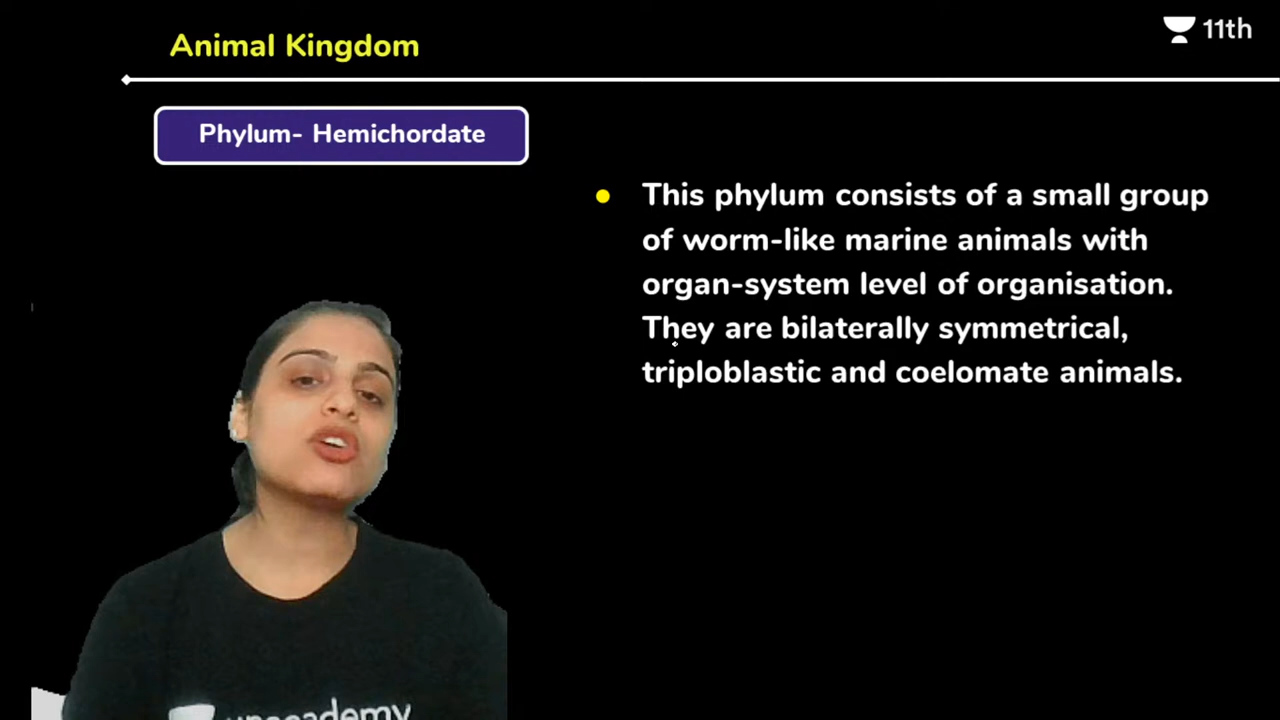 Animal Kingdom
11th
Phylum- Hemichordate
This phylum consists of a small group
of worm-like marine animals with
organ-system level of organisation.
They are bilaterally symmetrical,
triploblastic and coelomate animals.
unacademy